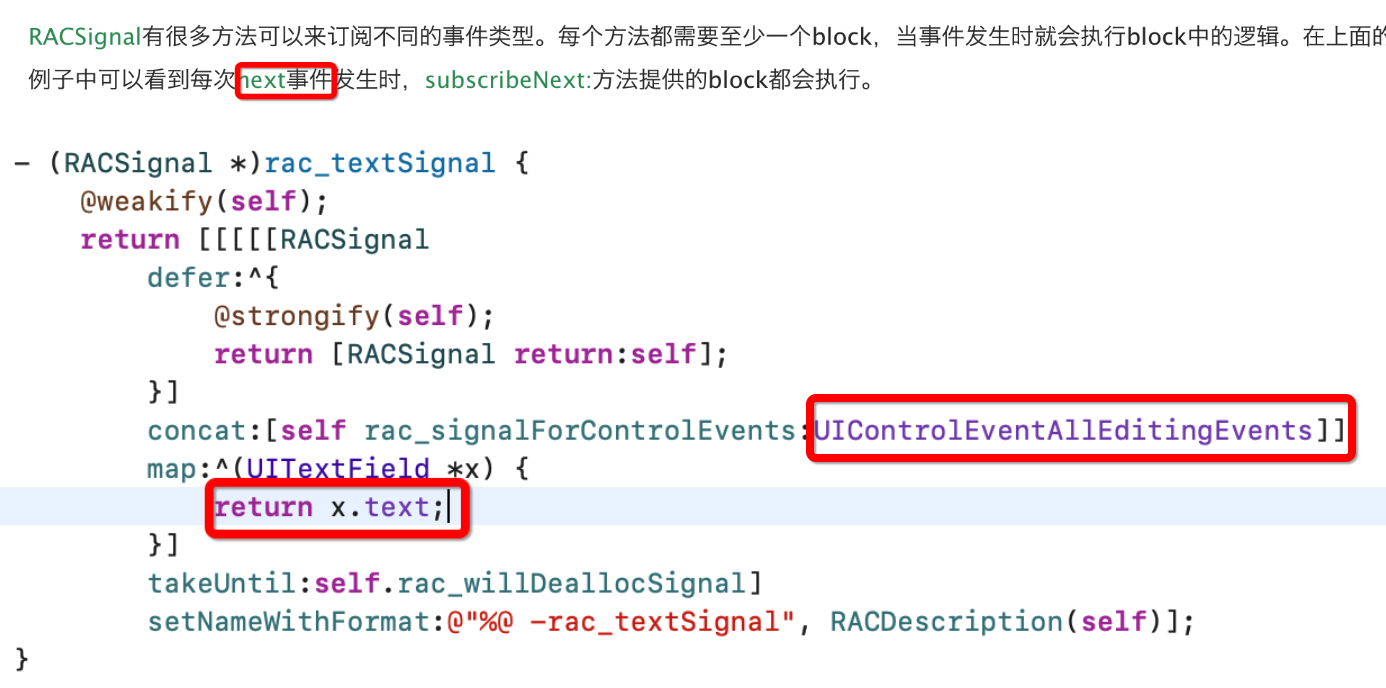 RACSignal有很多方法可以来订阅不同的事件类型。每个方法都需要至少一个block，当事件发生时就会执行block中的逻辑。在上面的
例子中可以看到每次next事件发生时，subscribeNext:方法提供的block都会执行。
- (RACSignal *)rac_textSignal {
@weakify(self);
return [[[[[RACSignal
defer:^{
@strongify(self);
return [RACSignal return:self];
}]
concat:[self rac_signalForControlEvents:UIControlEventAllEditingEvents]]
map:^(UITextField *x) {
return x.text;
}]
takeUntil:self.rac_willDeallocSignal]
setNameWithFormat:@"%@ -rac_textSignal", RACDescription(self)];
}